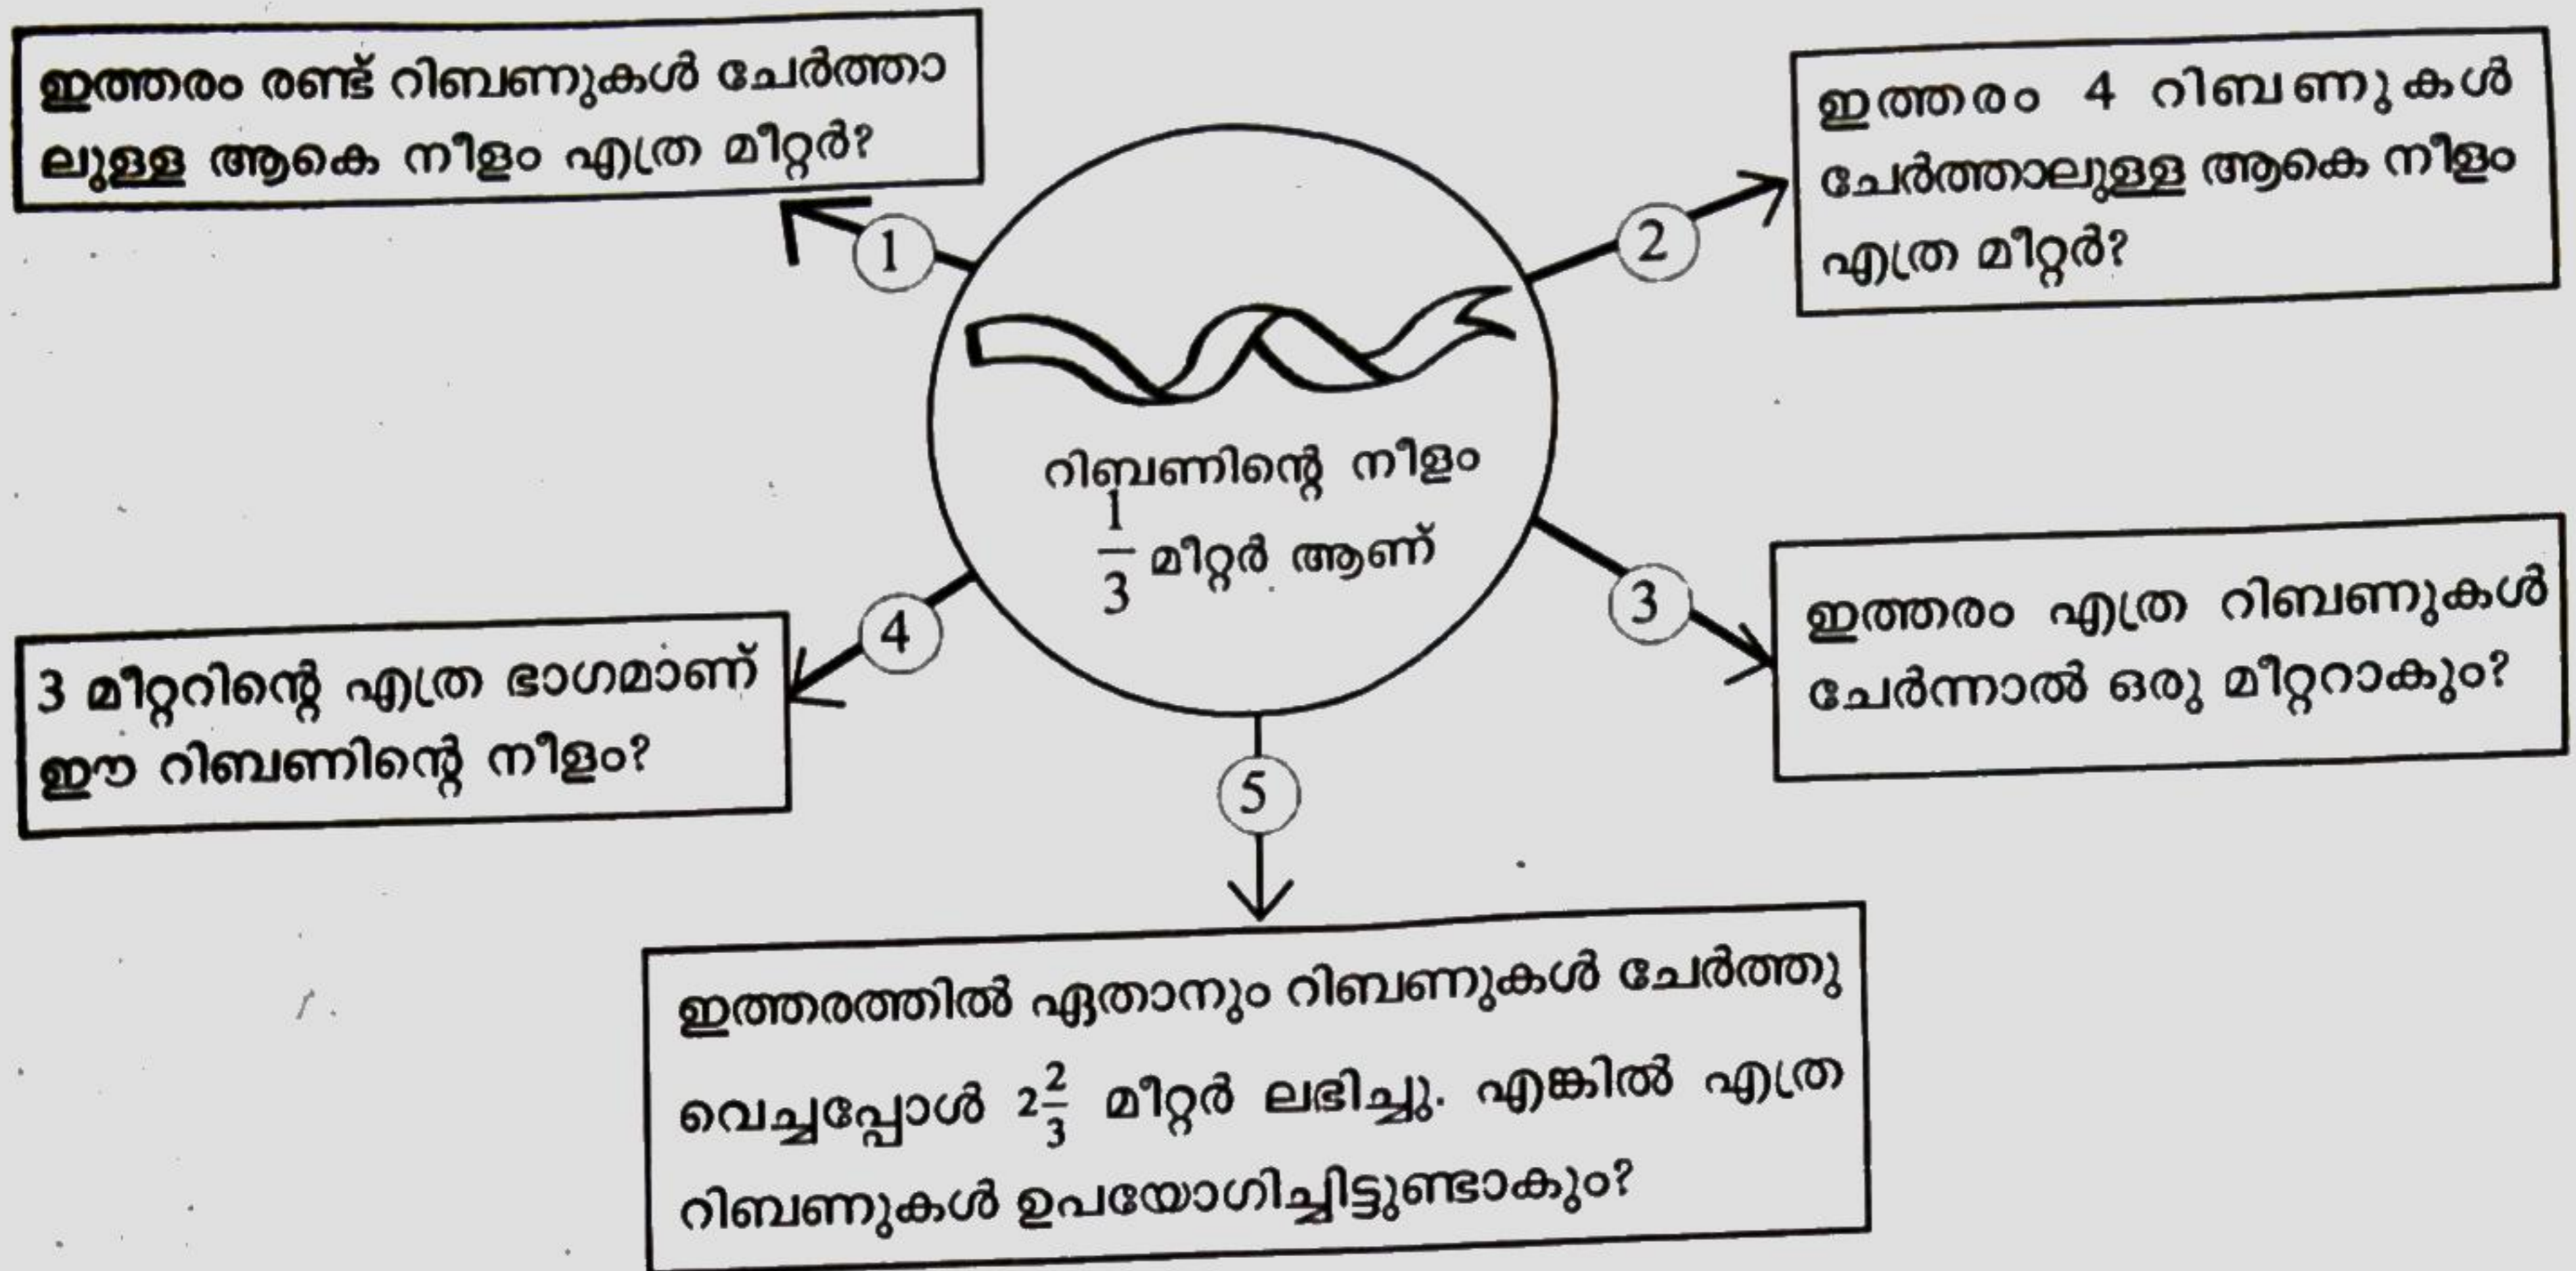 ഇത്തരം രണ്ട് റിബണുകൾ ചേർത്താ
ലുള്ള ആകെ നീളം എത്ര മീറ്റർ?
1
ഇത്തരം 4 റിബണുകൾ
ചേർത്താലുള്ള ആകെ നീളം
എത്ര മീറ്റർ?
2
റിബണിന്റെ നീളം
1/3 മീറ്റർ ആണ്
3
ഇത്തരം എത്ര റിബണുകൾ
ചേർന്നാൽ ഒരു മീറ്ററാകും?
4
3 മീറ്ററിന്റെ എത്ര ഭാഗമാണ്
ഈ റിബണിന്റെ നീളം?
5
ഇത്തരത്തിൽ ഏതാനും റിബണുകൾ ചേർത്തു
വെച്ചപ്പോൾ 2 2/3 മീറ്റർ ലഭിച്ചു. എങ്കിൽ എത്ര
റിബണുകൾ ഉപയോഗിച്ചിട്ടുണ്ടാകും?